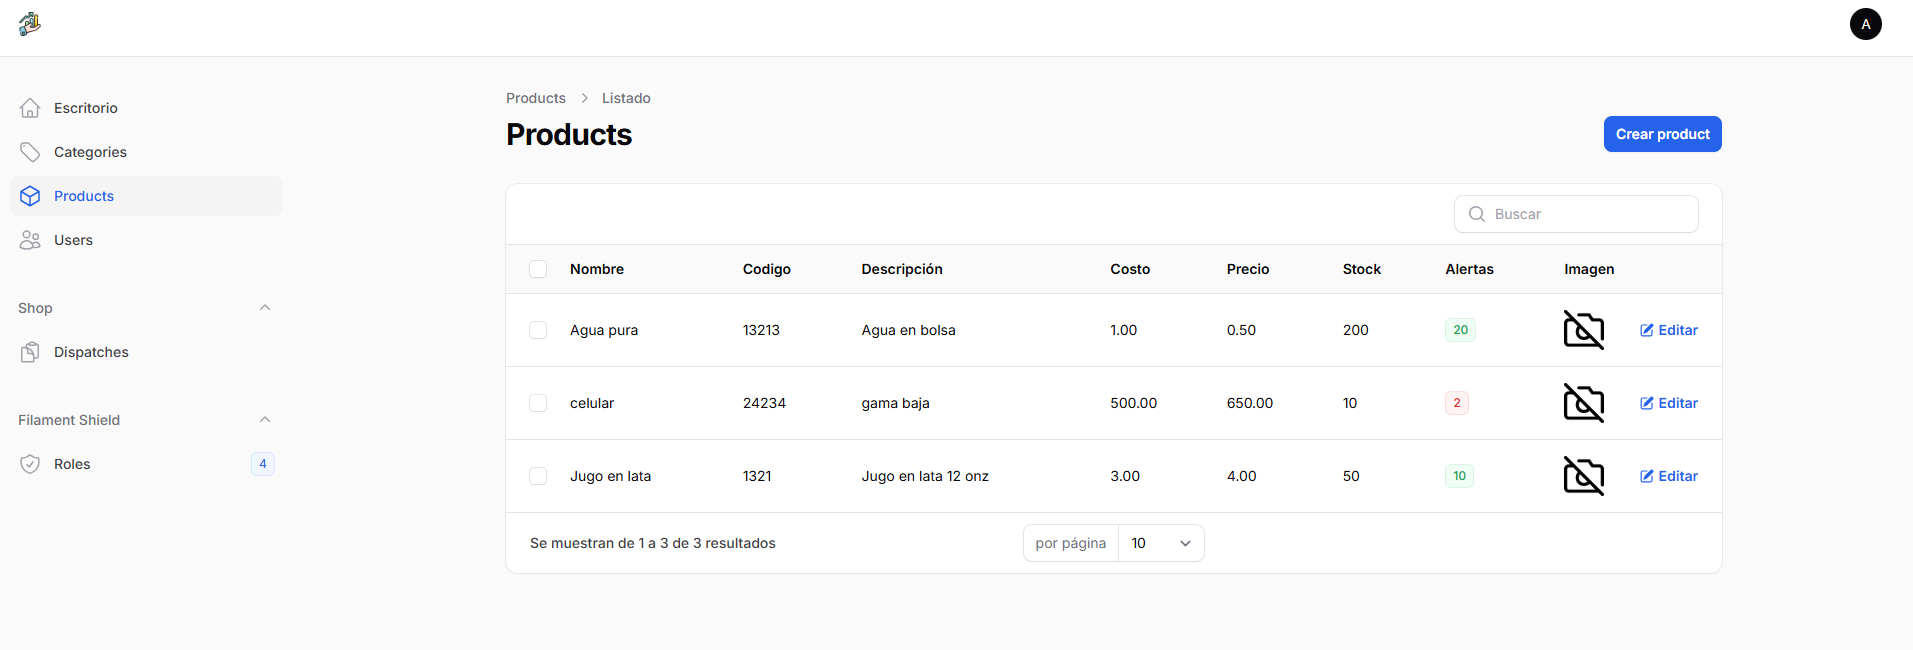 A
Escritorio
Categories
Products
Users
Shop
Dispatches
Filament Shield
Roles 4
Products > Listado
Products
Crear product
Buscar
Nombre Codigo Descripción Costo Precio Stock Alertas Imagen
Agua pura 13213 Agua en bolsa 1.00 0.50 200 20 Editar
celular 24234 gama baja 500.00 650.00 10 2 Editar
Jugo en lata 1321 Jugo en lata 12 onz 3.00 4.00 50 10 Editar
Se muestran de 1 a 3 de 3 resultados por página 10